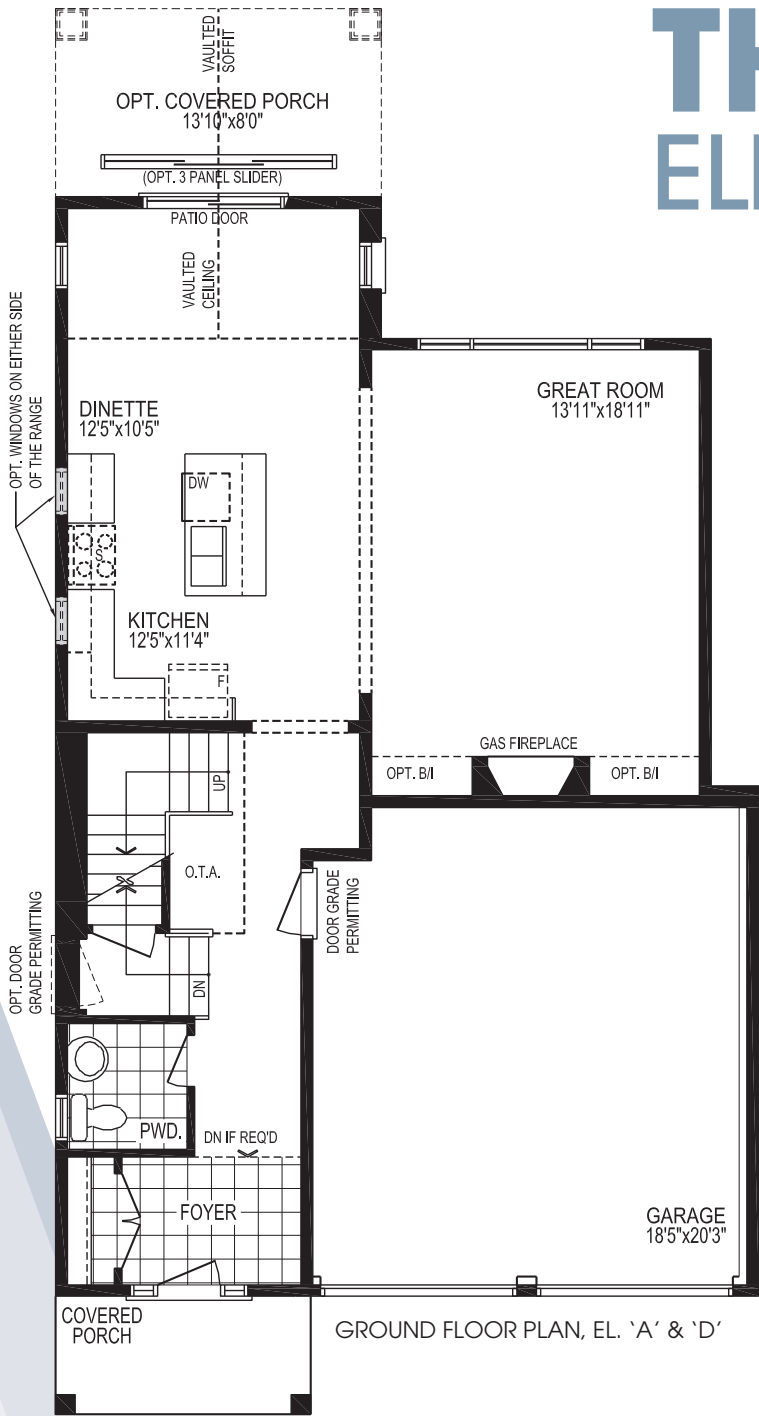 TH
ELE
VAULTED
SOFFIT
OPT. COVERED PORCH
13'10"x8'0"
(OPT. 3 PANEL SLIDER)
PATIO DOOR
VAULTED
CEILING
OPT. WINDOWS ON EITHER SIDE
OF THE RANGE
DINETTE
12'5"x10'5"
GREAT ROOM
13'11"x18'11"
DW
S
KITCHEN
12'5"x11'4"
F
GAS FIREPLACE
OPT. B/I
OPT. B/I
UP
O.T.A.
DOOR GRADE
PERMITTING
OPT. DOOR
GRADE PERMITTING
DN
PWD.
DN IF REQ'D
FOYER
GARAGE
18'5"x20'3"
COVERED
PORCH
GROUND FLOOR PLAN, EL. ‘A’ & ‘D’